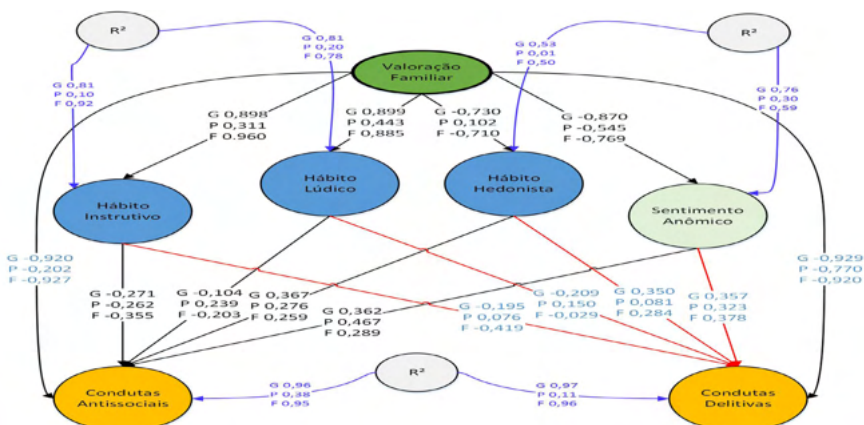 R²
R²
G 0,81
P 0,20
F 0,78
G 0,53
P 0,01
F 0,50
Valoração
Familiar
G 0,81
P 0,10
F 0,92
G 0,76
P 0,30
F 0,59
G 0,898
P 0,311
F 0.960
G 0,899
P 0,443
F 0,885
G -0,730
P 0,102
F -0,710
G -0,870
P -0,545
F -0,769
Hábito
Instrutivo
Hábito
Lúdico
Hábito
Hedonista
Sentimento
Anômico
G -0,920
P -0,202
F -0,927
G -0,929
P -0,770
F -0,920
G -0,271
P -0,262
F -0,355
G -0,104
P 0,239
F -0,203
G 0,367
P 0,276
F 0,259
G 0,362
P 0,467
F 0,289
G -0,195
P 0,076
F -0,419
G -0,209
P 0,150
F -0,029
G 0,350
P 0,081
F 0,284
G 0,357
P 0,323
F 0,378
R²
Condutas
Antissociais
G 0,96
P 0,38
F 0,95
G 0,97
P 0,11
F 0,96
Condutas
Delitivas